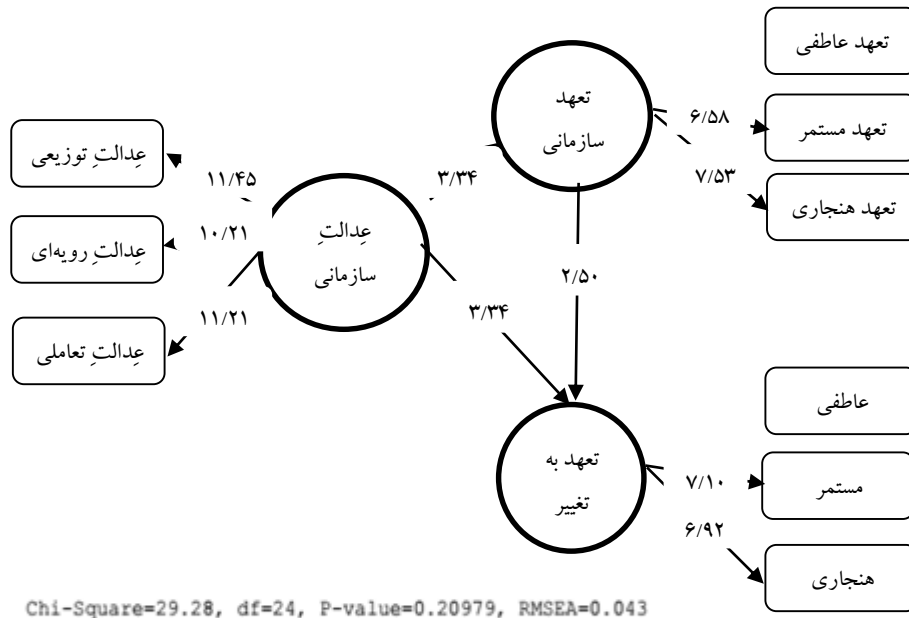 تعهد عاطفی
تعهد
سازمانی
۶/۵۸
تعهد مستمر
۷/۵۳
تعهد هنجاری
عِدالتِ توزیعی
۱۱/۴۵
۳/۳۴
عِدالتِ رویه‌ای
۱۰/۲۱
عِدالتِ
سازمانی
۲/۵۰
۱۱/۲۱
۳/۳۴
عِدالتِ تعاملی
عاطفی
تعهد به
تغییر
۷/۱۰
مستمر
۶/۹۲
هنجاری
Chi-Square=29.28, df=24, P-value=0.20979, RMSEA=0.043